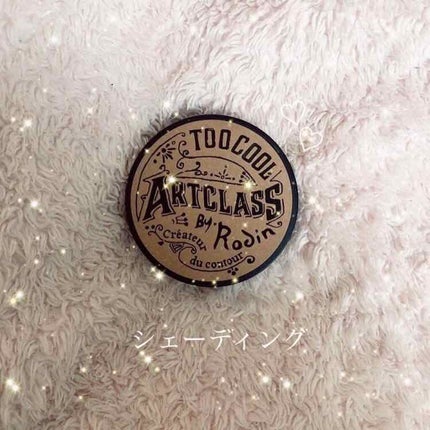 TOOCOOL
ARTCLASS
By Rodin
Créateur
du contour
シェーディング